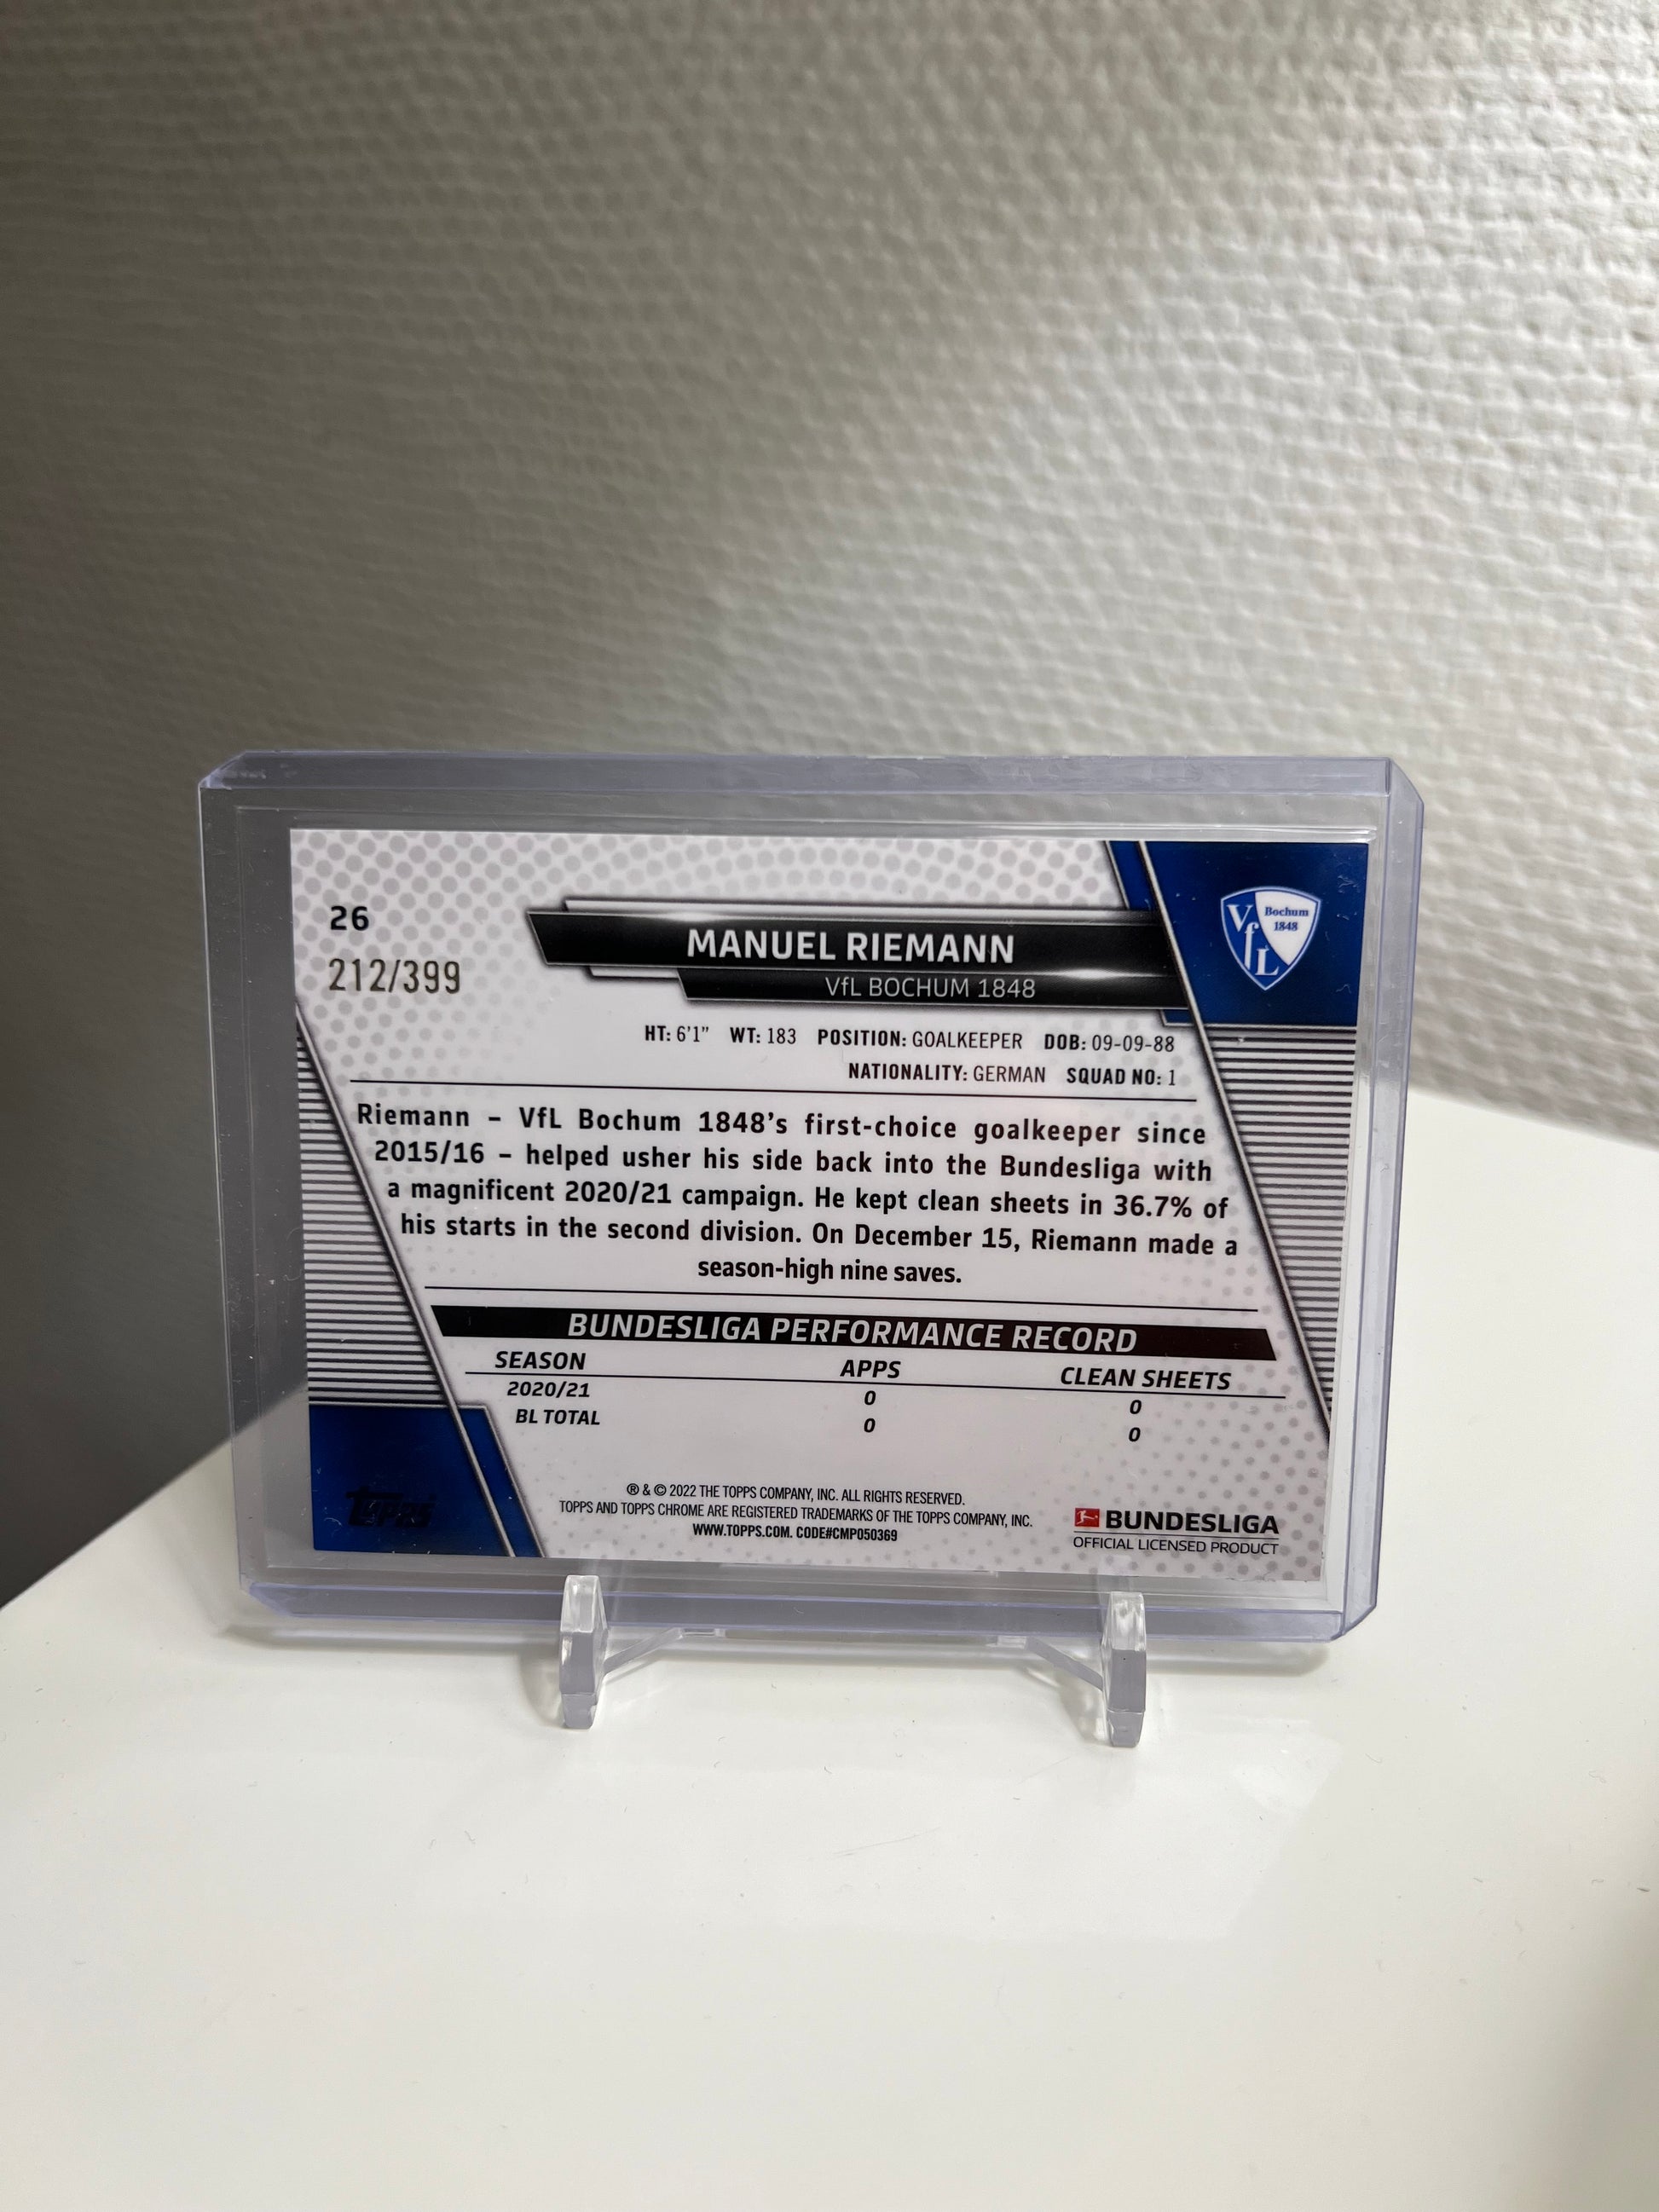 26
212/399
MANUEL RIEMANN
VfL BOCHUM 1848
VfL
Bochum
1848
HT: 6'1" WT: 183 POSITION: GOALKEEPER DOB: 09-09-88
NATIONALITY: GERMAN SQUAD NO: 1
Riemann – VfL Bochum 1848's first-choice goalkeeper since
2015/16 – helped usher his side back into the Bundesliga with
a magnificent 2020/21 campaign. He kept clean sheets in 36.7% of
his starts in the second division. On December 15, Riemann made a
season-high nine saves.
BUNDESLIGA PERFORMANCE RECORD
SEASON APPS CLEAN SHEETS
2020/21 0 0
BL TOTAL 0 0
® & © 2022 THE TOPPS COMPANY, INC. ALL RIGHTS RESERVED.
TOPPS AND TOPPS CHROME ARE REGISTERED TRADEMARKS OF THE TOPPS COMPANY, INC.
WWW.TOPPS.COM. CODE#CMP050369
Topps
BUNDESLIGA
OFFICIAL LICENSED PRODUCT